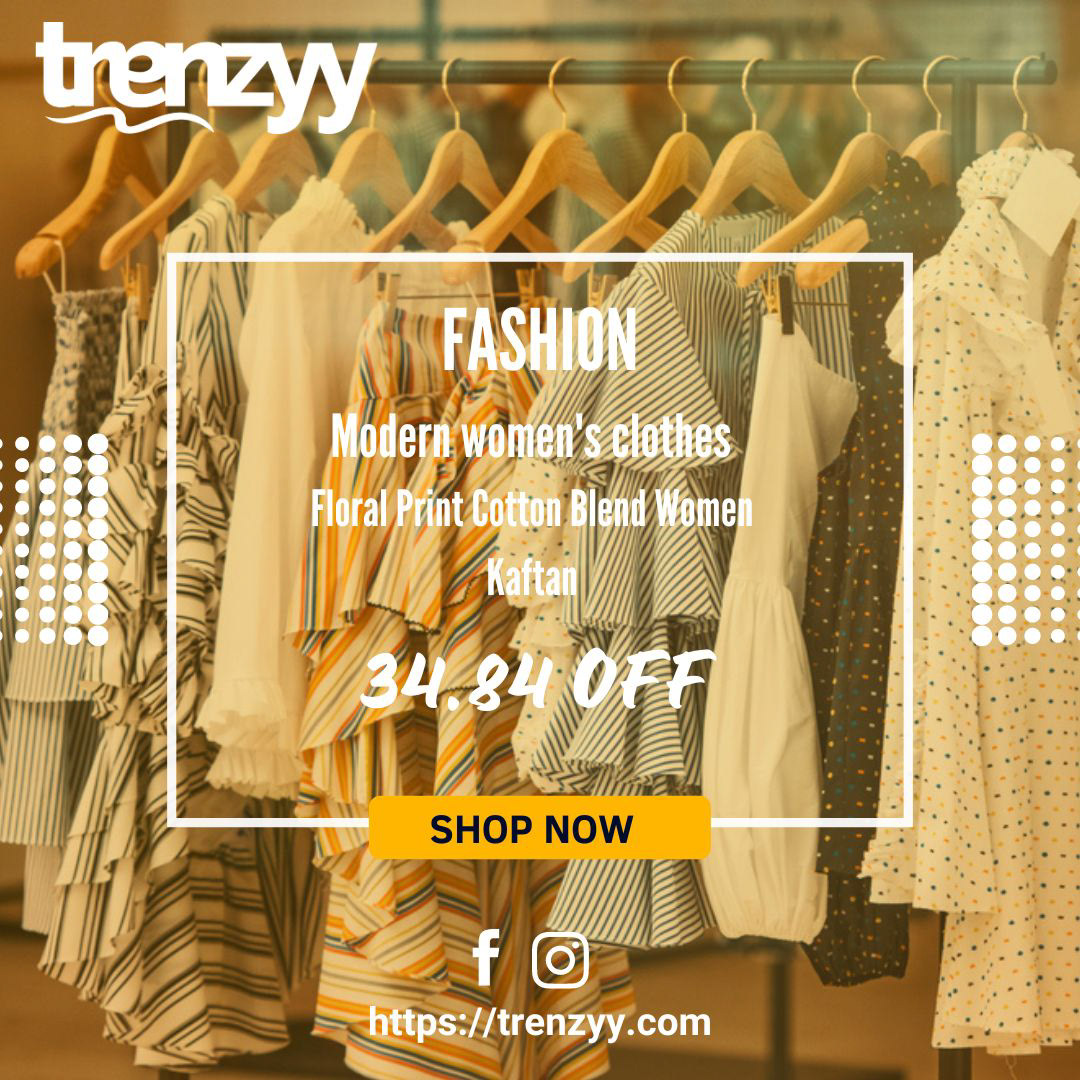 trenzyy
FASHION
Modern women's clothes
Floral Print Cotton Blend Women
Kaftan
34.84 OFF
SHOP NOW
f
https://trenzyy.com